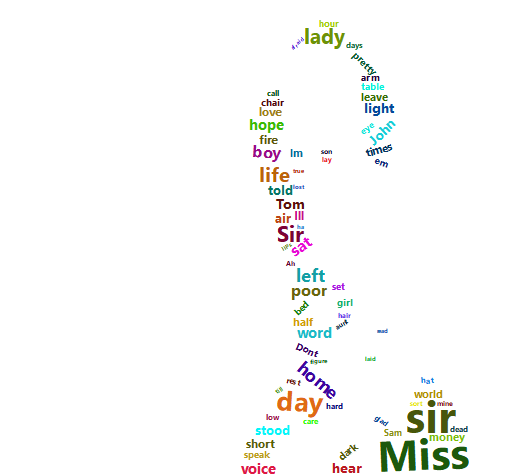 hour
lady
days
pretty
arm
call
table
chair
leave
love
light
hope
eye
John
fire
boy
Im
son
times
lay
em
life
true
told
lost
Tom
air
Ill
Sir
ha
lips
sat
Ah
left
poor
set
bed
girl
half
hair
aunt
word
mad
Dont
figure
laid
home
rest
hat
day
world
hard
sort
mine
low
care
glad
sir
stood
Sam
dead
short
money
dark
speak
Miss
voice
hear